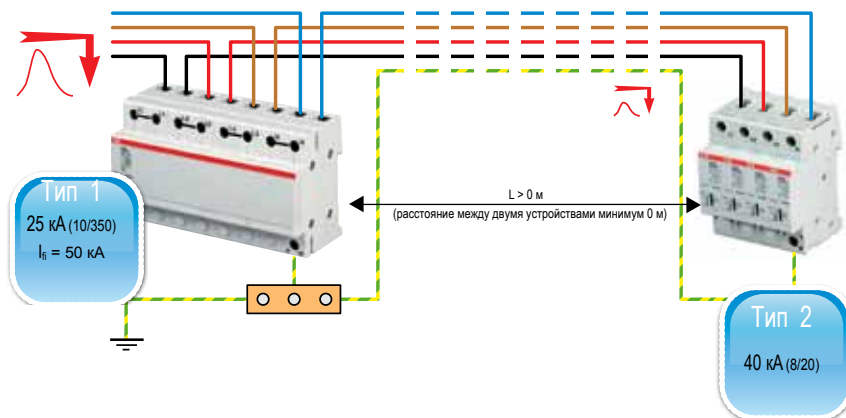 L > 0 м
(расстояние между двумя устройствами минимум 0 м)
Тип 1
25 кА (10/350)
Ifi = 50 кА
Тип 2
40 кА (8/20)